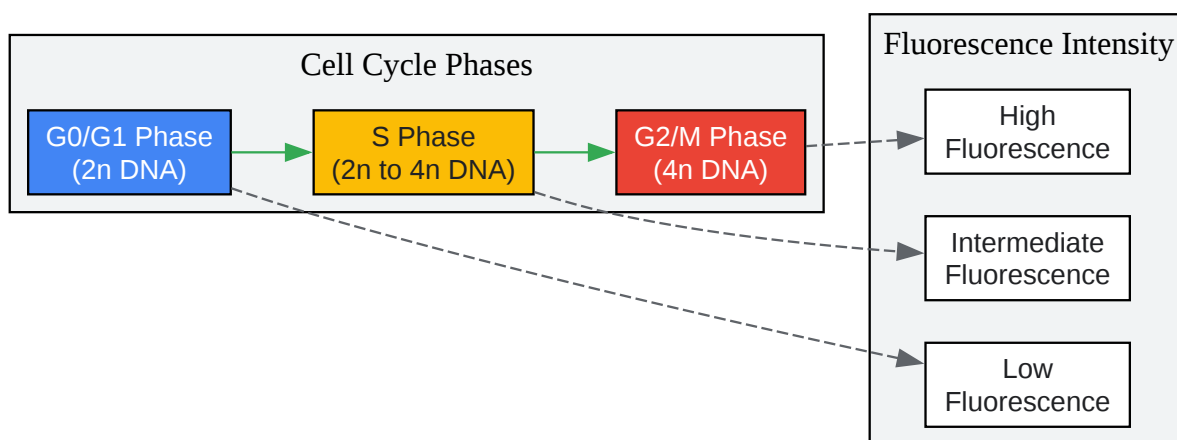 Cell Cycle Phases
G0/G1 Phase
(2n DNA)
S Phase
(2n to 4n DNA)
G2/M Phase
(4n DNA)
Fluorescence Intensity
High
Fluorescence
Intermediate
Fluorescence
Low
Fluorescence